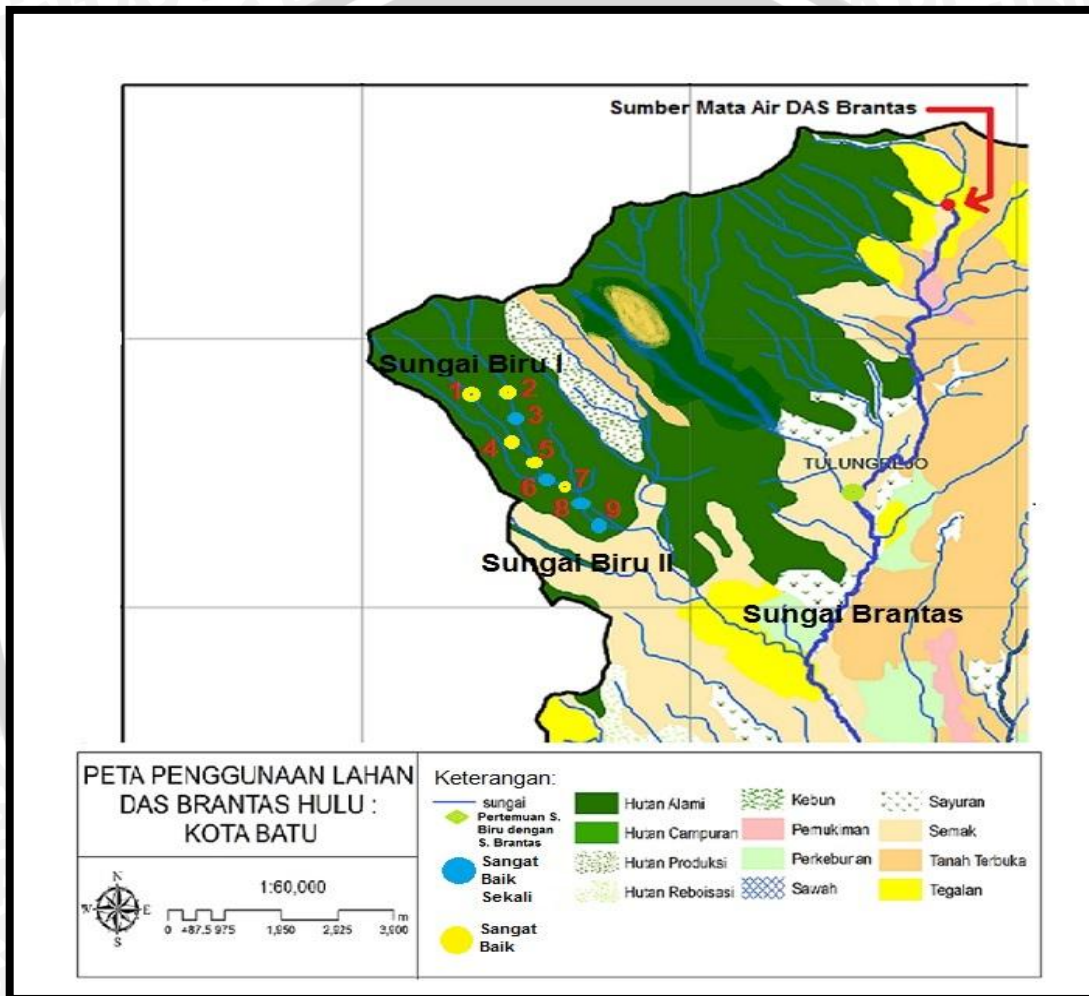 Sumber Mata Air DAS Brantas
Sungai Biru I
1
2
3
4
5
6
7
8
9
TULUNGREJO
Sungai Biru II
Sungai Brantas
PETA PENGGUNAAN LAHAN
DAS BRANTAS HULU :
KOTA BATU
N
E
S
1:60,000
0 487.5 975 1,950 2,925 3,900 m
Keterangan:
sungai
Pertemuan S.
Biru dengan
S. Brantas
Sangat
Baik
Sekali
Sangat
Baik
Hutan Alami
Hutan Campuran
Hutan Produksi
Hutan Reboisasi
Kebun
Pemukiman
Perkebunan
Sawah
Sayuran
Semak
Tanah Terbuka
Tegalan